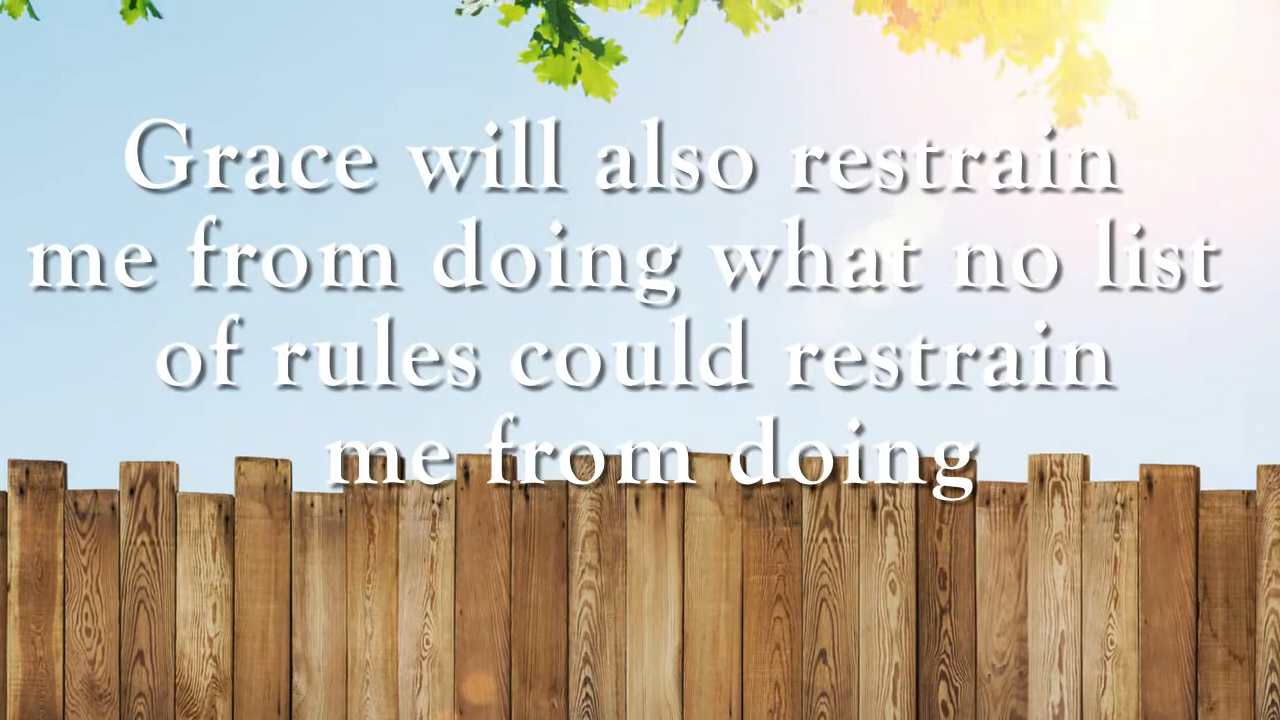 Grace will also restrain
me from doing what no list
of rules could restrain
me from doing